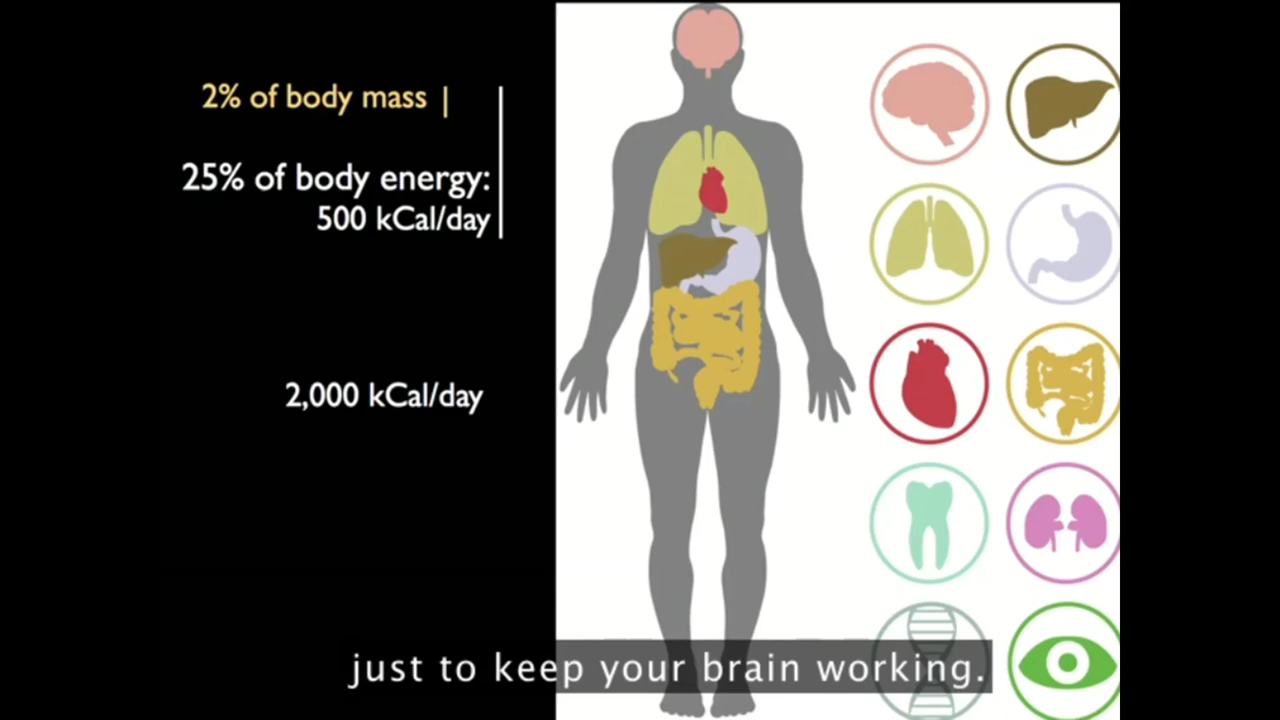 2% of body mass
25% of body energy:
500 kCal/day
2,000 kCal/day
just to keep your brain working.